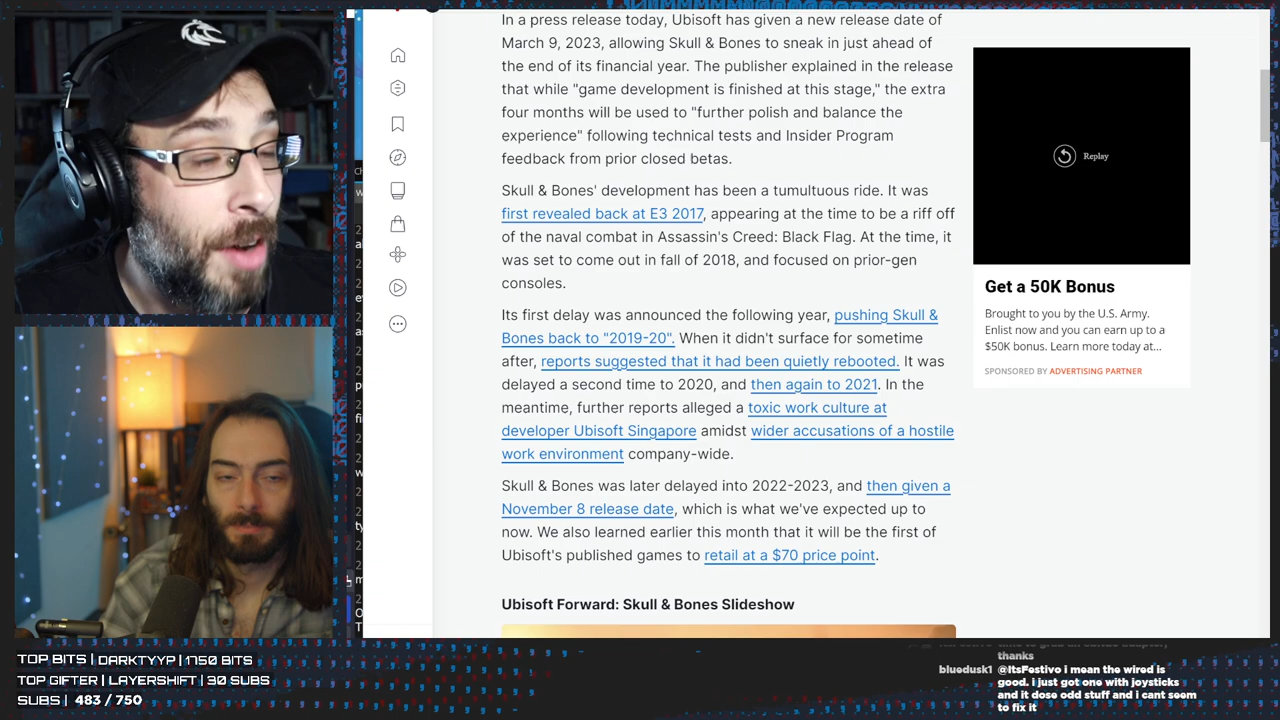 In a press release today, Ubisoft has given a new release date of
March 9, 2023, allowing Skull & Bones to sneak in just ahead of
the end of its financial year. The publisher explained in the release
that while "game development is finished at this stage," the extra
four months will be used to "further polish and balance the
experience" following technical tests and Insider Program
feedback from prior closed betas.
Skull & Bones' development has been a tumultuous ride. It was
first revealed back at E3 2017, appearing at the time to be a riff off
of the naval combat in Assassin's Creed: Black Flag. At the time, it
was set to come out in fall of 2018, and focused on prior-gen
consoles.
Its first delay was announced the following year, pushing Skull &
Bones back to "2019-20". When it didn't surface for sometime
after, reports suggested that it had been quietly rebooted. It was
delayed a second time to 2020, and then again to 2021. In the
meantime, further reports alleged a toxic work culture at
developer Ubisoft Singapore amidst wider accusations of a hostile
work environment company-wide.
Skull & Bones was later delayed into 2022-2023, and then given a
November 8 release date, which is what we've expected up to
now. We also learned earlier this month that it will be the first of
Ubisoft's published games to retail at a $70 price point.
Ubisoft Forward: Skull & Bones Slideshow
Replay
Get a 50K Bonus
Brought to you by the U.S. Army.
Enlist now and you can earn up to a
$50K bonus. Learn more today at...
SPONSORED BY ADVERTISING PARTNER
TOP BITS | DARKTYYP | 1750 BITS
TOP GIFTER | LAYERSHIFT | 30 SUBS
SUBS | 483 / 750
thanks
bluedusk1 @ItsFestivo i mean the wired is
good. i just got one with joysticks
and it dose odd stuff and i cant seem
to fix it